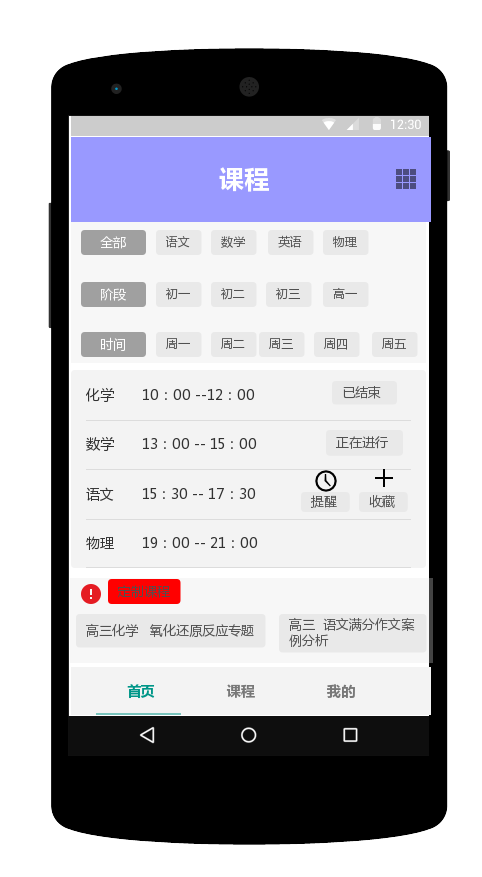 12:30
课程
全部 语文 数学 英语 物理
阶段 初一 初二 初三 高一
时间 周一 周二 周三 周四 周五
化学 10：00 --12：00 已结束
数学 13：00 -- 15：00 正在进行
语文 15：30 -- 17：30 提醒 收藏
物理 19：00 -- 21：00
高三化学 氧化还原反应专题
高三 语文满分作文案
例分析
首页 课程 我的